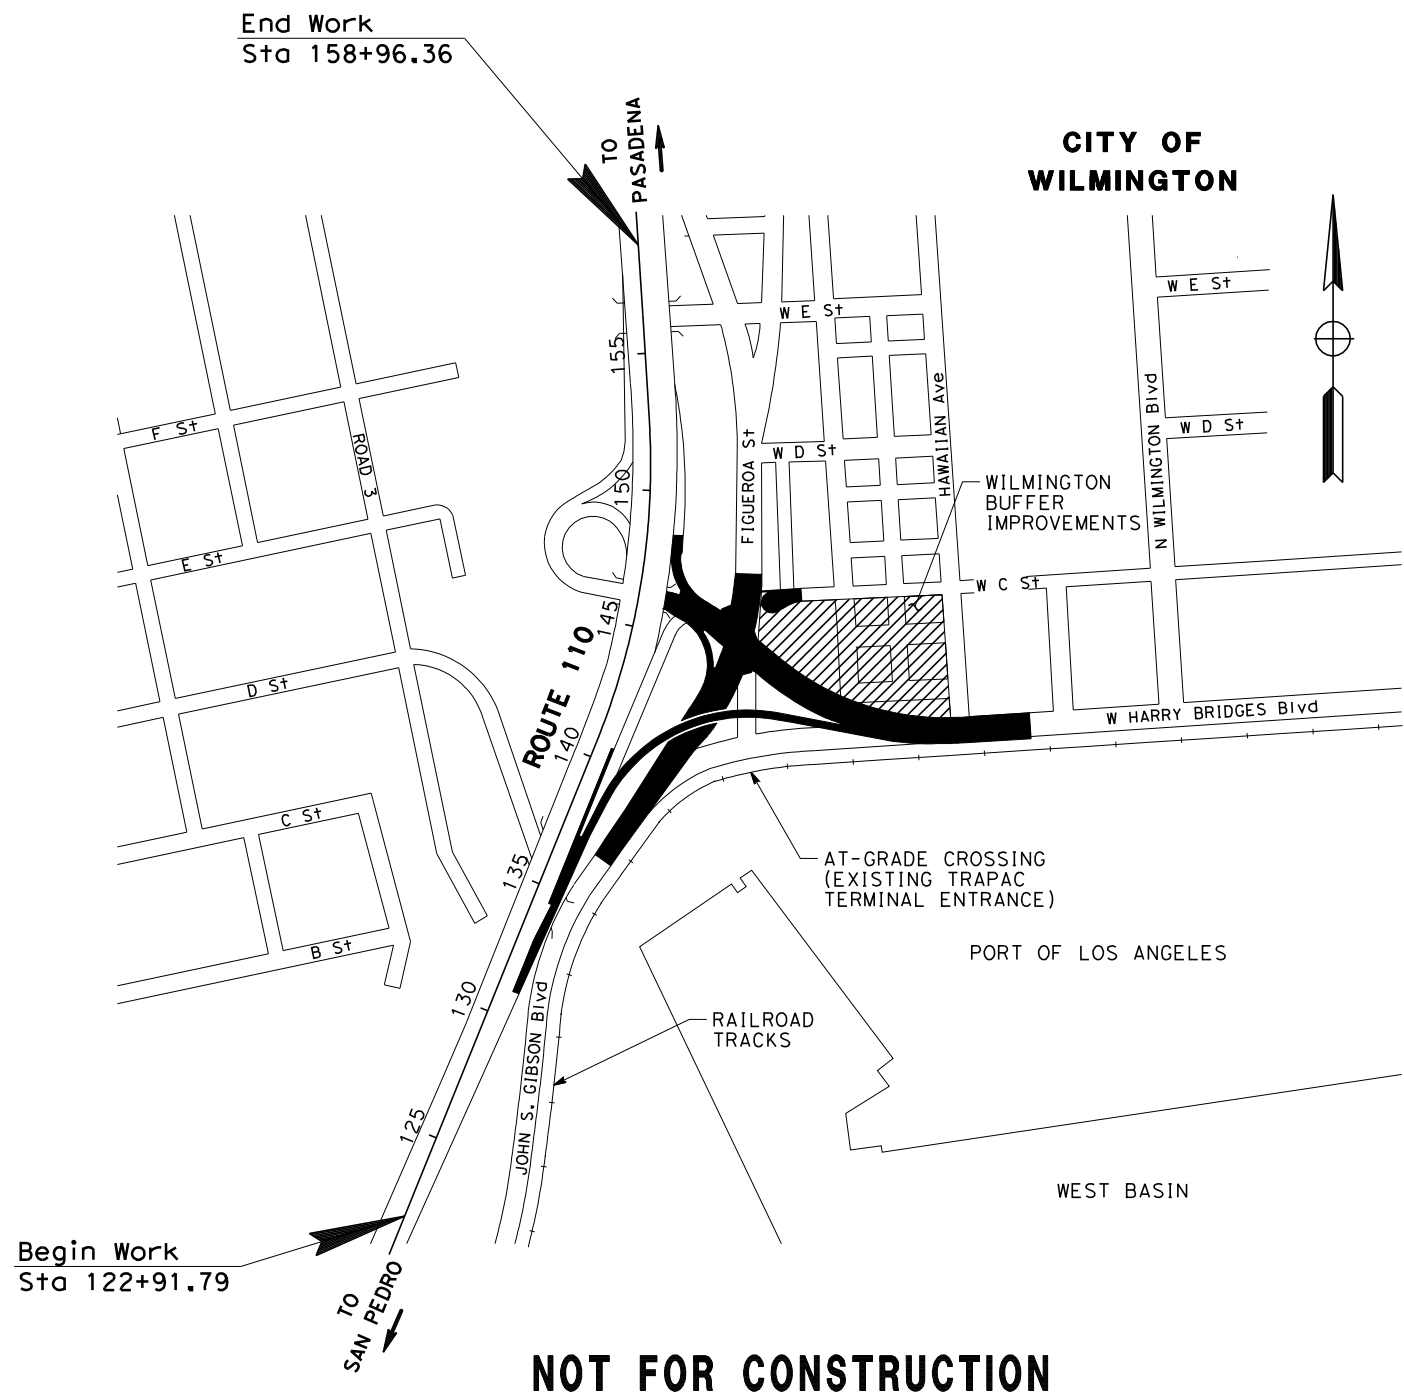 End Work
Sta 158+96.36
TO
PASADENA
CITY OF
WILMINGTON
W E St
W E St
155
F St
ROAD 3
HAWAIIAN Ave
N WILMINGTON Blvd
W D St
FIGUEROA St
W D St
150
WILMINGTON
BUFFER
IMPROVEMENTS
E St
W C St
145
ROUTE 110
D St
W HARRY BRIDGES Blvd
140
C St
135
AT-GRADE CROSSING
(EXISTING TRAPAC
TERMINAL ENTRANCE)
B St
PORT OF LOS ANGELES
130
JOHN S. GIBSON Blvd
RAILROAD
TRACKS
125
WEST BASIN
Begin Work
Sta 122+91.79
TO
SAN PEDRO
NOT FOR CONSTRUCTION